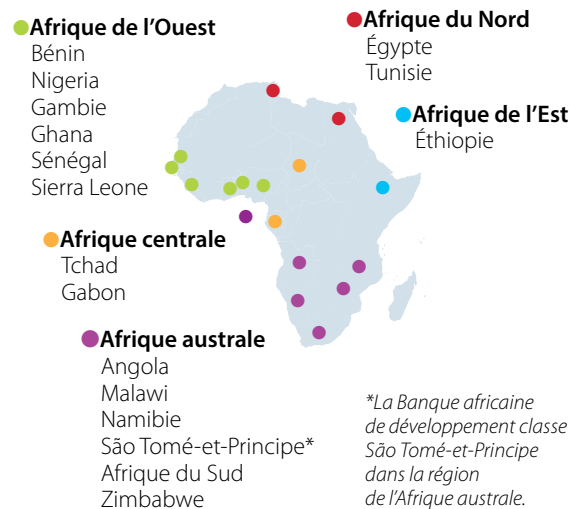 Afrique de l’Ouest
Bénin
Nigeria
Gambie
Ghana
Sénégal
Sierra Leone
Afrique du Nord
Égypte
Tunisie
Afrique de l’Est
Éthiopie
Afrique centrale
Tchad
Gabon
Afrique australe
Angola
Malawi
Namibie
São Tomé-et-Principe*
Afrique du Sud
Zimbabwe
*La Banque africaine
de développement classe
São Tomé-et-Principe
dans la région
de l’Afrique australe.